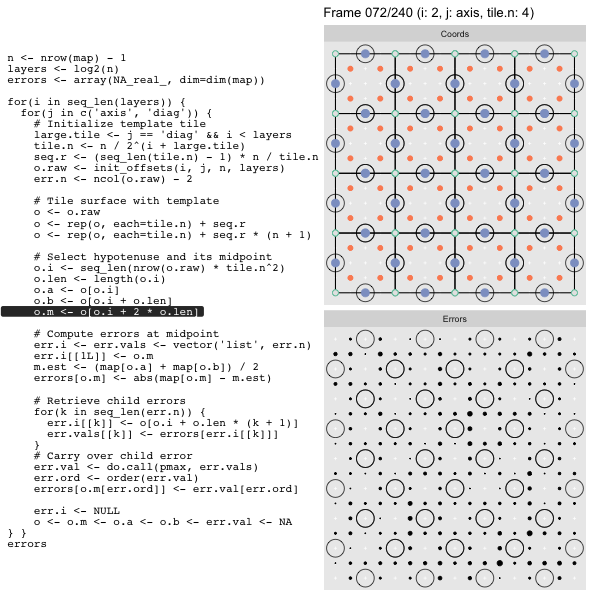 Frame 072/240 (i: 2, j: axis, tile.n: 4)
Coords
n <- nrow(map) - 1
layers <- log2(n)
errors <- array(NA_real_, dim=dim(map))
for(i in seq_len(layers)) {
for(j in c('axis', 'diag')) {
# Initialize template tile
large.tile <- j == 'diag' && i < layers
tile.n <- n / 2^(i + large.tile)
seq.r <- (seq_len(tile.n) - 1) * n / tile.n
o.raw <- init_offsets(i, j, n, layers)
err.n <- ncol(o.raw) - 2
# Tile surface with template
o <- o.raw
o <- rep(o, each=tile.n) + seq.r
o <- rep(o, each=tile.n) + seq.r * (n + 1)
# Select hypotenuse and its midpoint
o.i <- seq_len(nrow(o.raw) * tile.n^2)
o.len <- length(o.i)
o.a <- o[o.i]
o.b <- o[o.i + o.len]
o.m <- o[o.i + 2 * o.len]
# Compute errors at midpoint
err.i <- err.vals <- vector('list', err.n)
err.i[[1L]] <- o.m
m.est <- (map[o.a] + map[o.b]) / 2
errors[o.m] <- abs(map[o.m] - m.est)
# Retrieve child errors
for(k in seq_len(err.n)) {
err.i[[k]] <- o[o.i + o.len * (k + 1)]
err.vals[[k]] <- errors[err.i[[k]]]
}
# Carry over child error
err.val <- do.call(pmax, err.vals)
err.ord <- order(err.val)
errors[o.m[err.ord]] <- err.val[err.ord]
err.i <- NULL
o <- o.m <- o.a <- o.b <- err.val <- NA
} }
errors
Errors